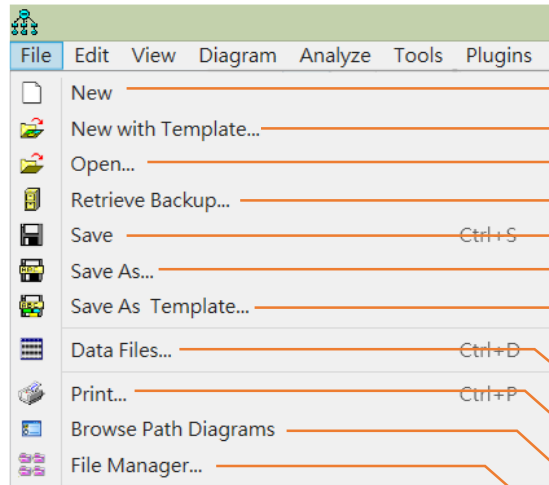 File Edit View Diagram Analyze Tools Plugins
New
New with Template...
Open...
Retrieve Backup...
Save Ctrl+S
Save As...
Save As Template...
Data Files... Ctrl+D
Print... Ctrl+P
Browse Path Diagrams
File Manager...